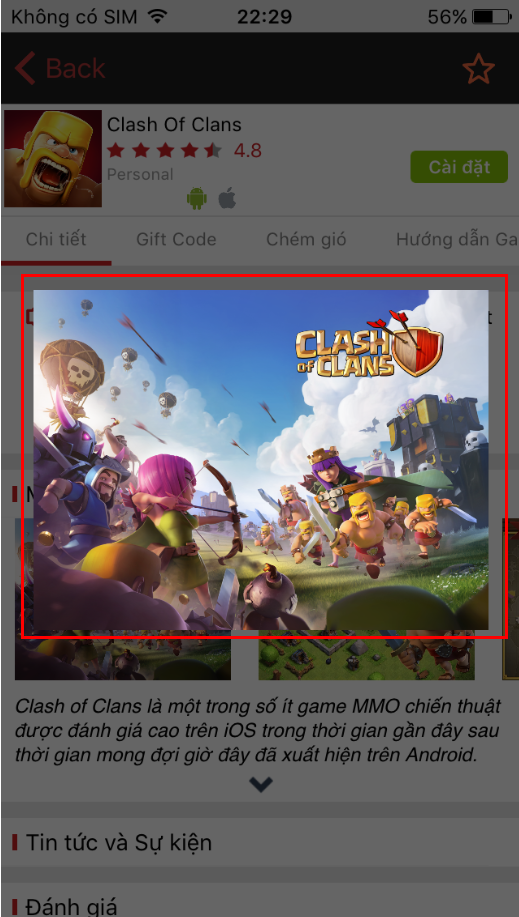 Không có SIM 22:29 56%
Back
Clash Of Clans
4.8
Personal
Cài đặt
Chi tiết Gift Code Chém gió Hướng dẫn Ga
CLASH
OF CLANS
Clash of Clans là một trong số ít game MMO chiến thuật
được đánh giá cao trên iOS trong thời gian gần đây sau
thời gian mong đợi giờ đây đã xuất hiện trên Android.
Tin tức và Sự kiện
Đánh giá